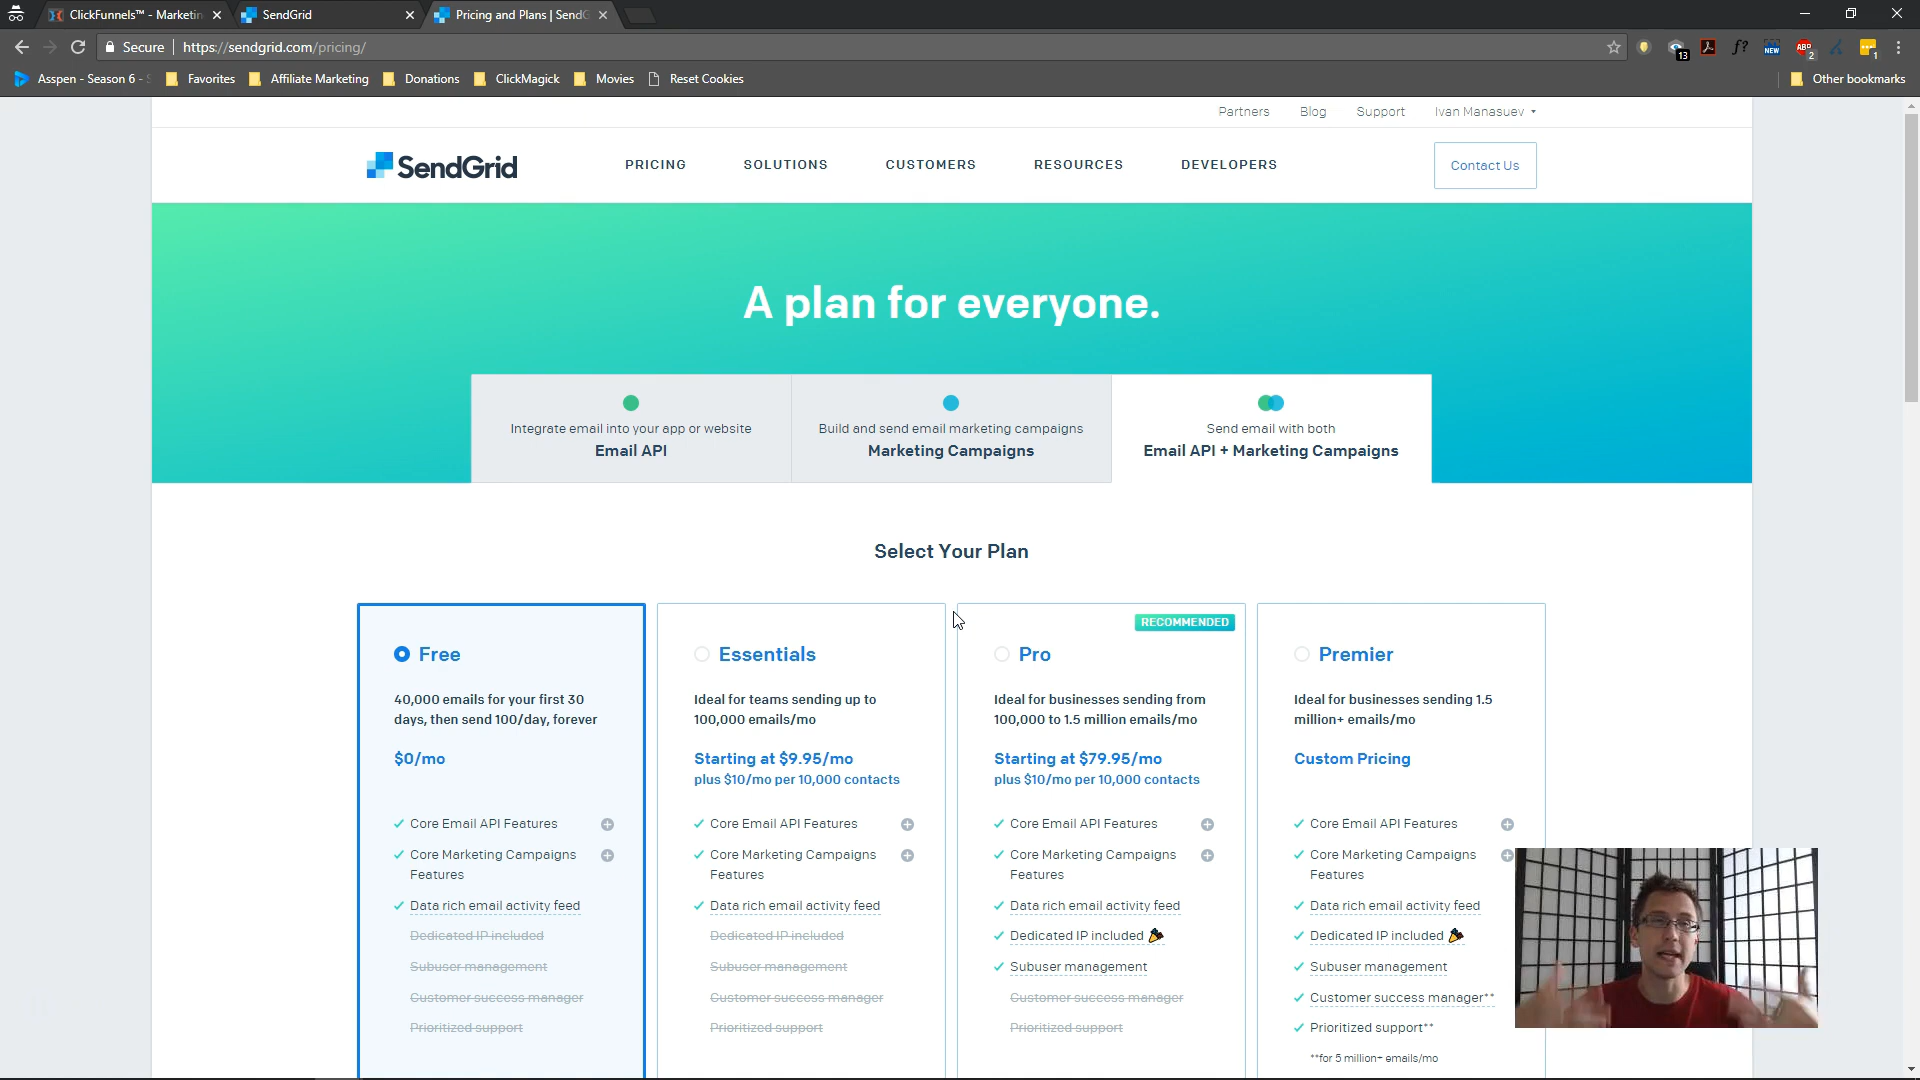 ClickFunnels™ - Marketin
SendGrid
Pricing and Plans | SendG
Secure
https://sendgrid.com/pricing/
13
f?
NEW
ABP
2
1
Asspen - Season 6 - S
Favorites
Affiliate Marketing
Donations
ClickMagick
Movies
Reset Cookies
Other bookmarks
Partners
Blog
Support
Ivan Manasuev
SendGrid
PRICING
SOLUTIONS
CUSTOMERS
RESOURCES
DEVELOPERS
Contact Us
A plan for everyone.
Integrate email into your app or website
Email API
Build and send email marketing campaigns
Marketing Campaigns
Send email with both
Email API + Marketing Campaigns
Select Your Plan
Free
40,000 emails for your first 30
days, then send 100/day, forever
$0/mo
Core Email API Features
Core Marketing Campaigns
Features
Data rich email activity feed
Dedicated IP included
Subuser management
Customer success manager
Prioritized support
Essentials
Ideal for teams sending up to
100,000 emails/mo
Starting at $9.95/mo
plus $10/mo per 10,000 contacts
Core Email API Features
Core Marketing Campaigns
Features
Data rich email activity feed
Dedicated IP included
Subuser management
Customer success manager
Prioritized support
RECOMMENDED
Pro
Ideal for businesses sending from
100,000 to 1.5 million emails/mo
Starting at $79.95/mo
plus $10/mo per 10,000 contacts
Core Email API Features
Core Marketing Campaigns
Features
Data rich email activity feed
Dedicated IP included
Subuser management
Customer success manager
Prioritized support
Premier
Ideal for businesses sending 1.5
million+ emails/mo
Custom Pricing
Core Email API Features
Core Marketing Campaigns
Features
Data rich email activity feed
Dedicated IP included
Subuser management
Customer success manager**
Prioritized support**
**for 5 million+ emails/mo